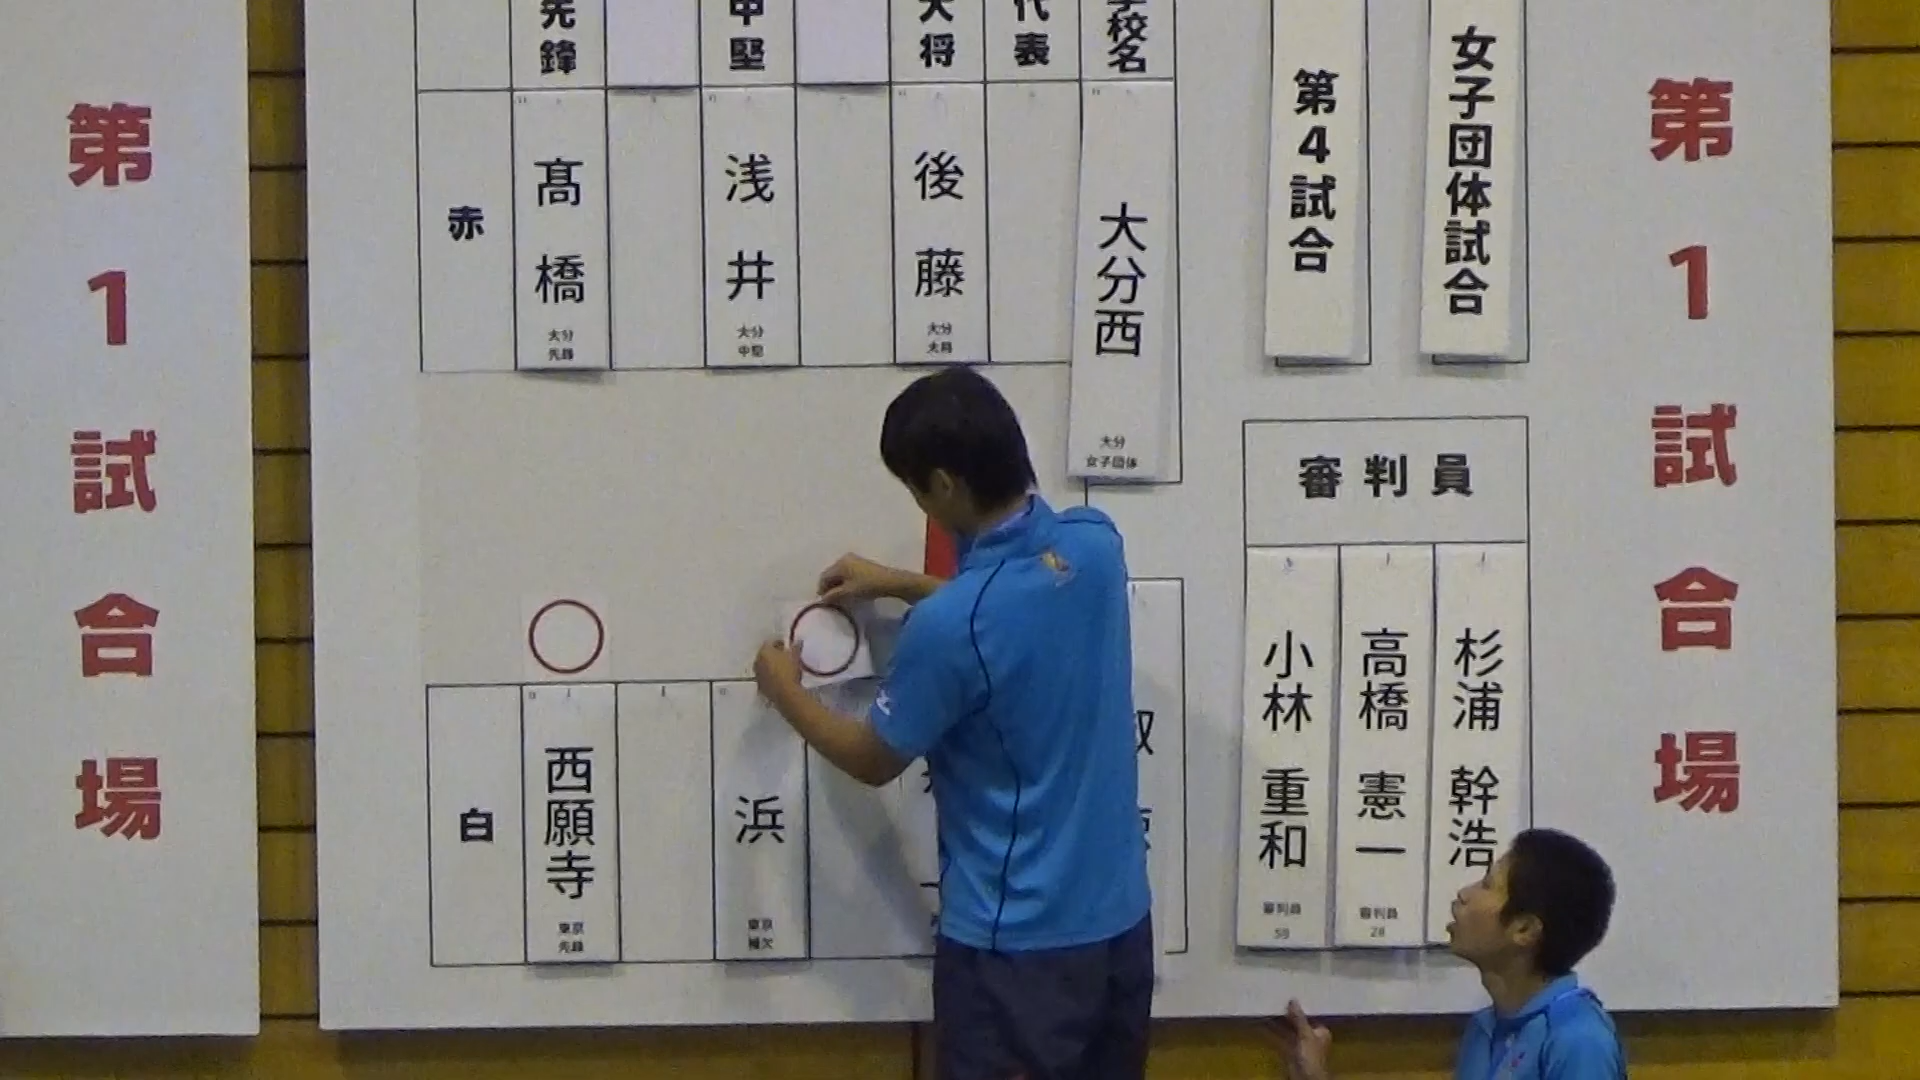 第1試合場
女子団体試合
第4試合
学校名
代表
大将
中堅
先鋒
大分西
大分
女子団体
後藤
大分
大将
浅井
大分
中堅
髙橋
大分
先鋒
赤
審判員
杉浦 幹浩
高橋 憲一
審判員
28
小林 重和
審判員
59
浜
東京
補欠
西願寺
東京
先鋒
白
第1試合場